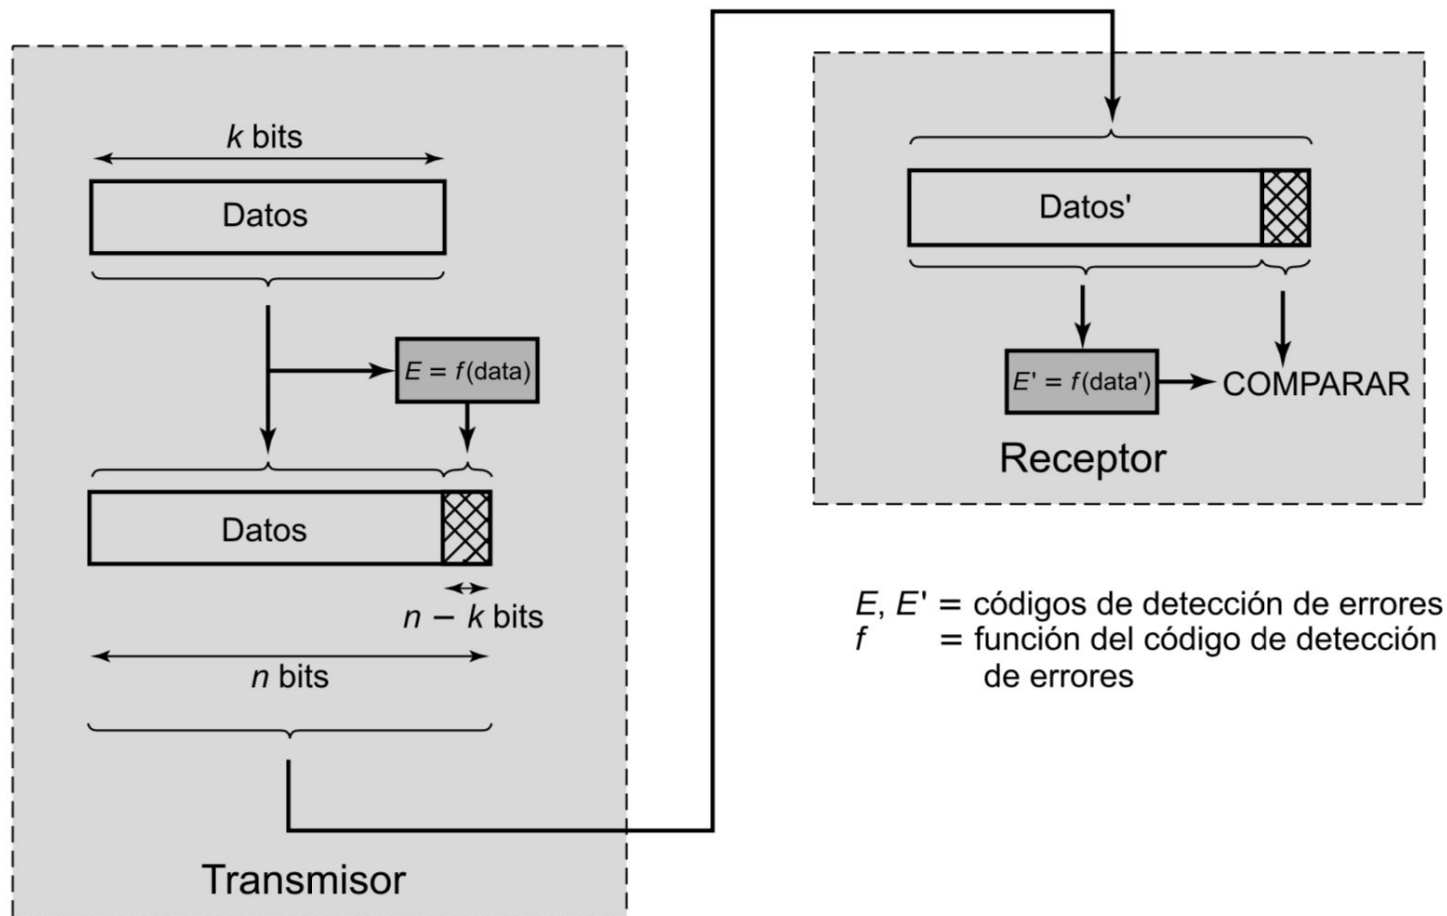 k bits
Datos
E = f(data)
Datos
n − k bits
n bits
Transmisor
Datos'
E' = f(data')
COMPARAR
Receptor
E, E' = códigos de detección de errores
f = función del código de detección
de errores